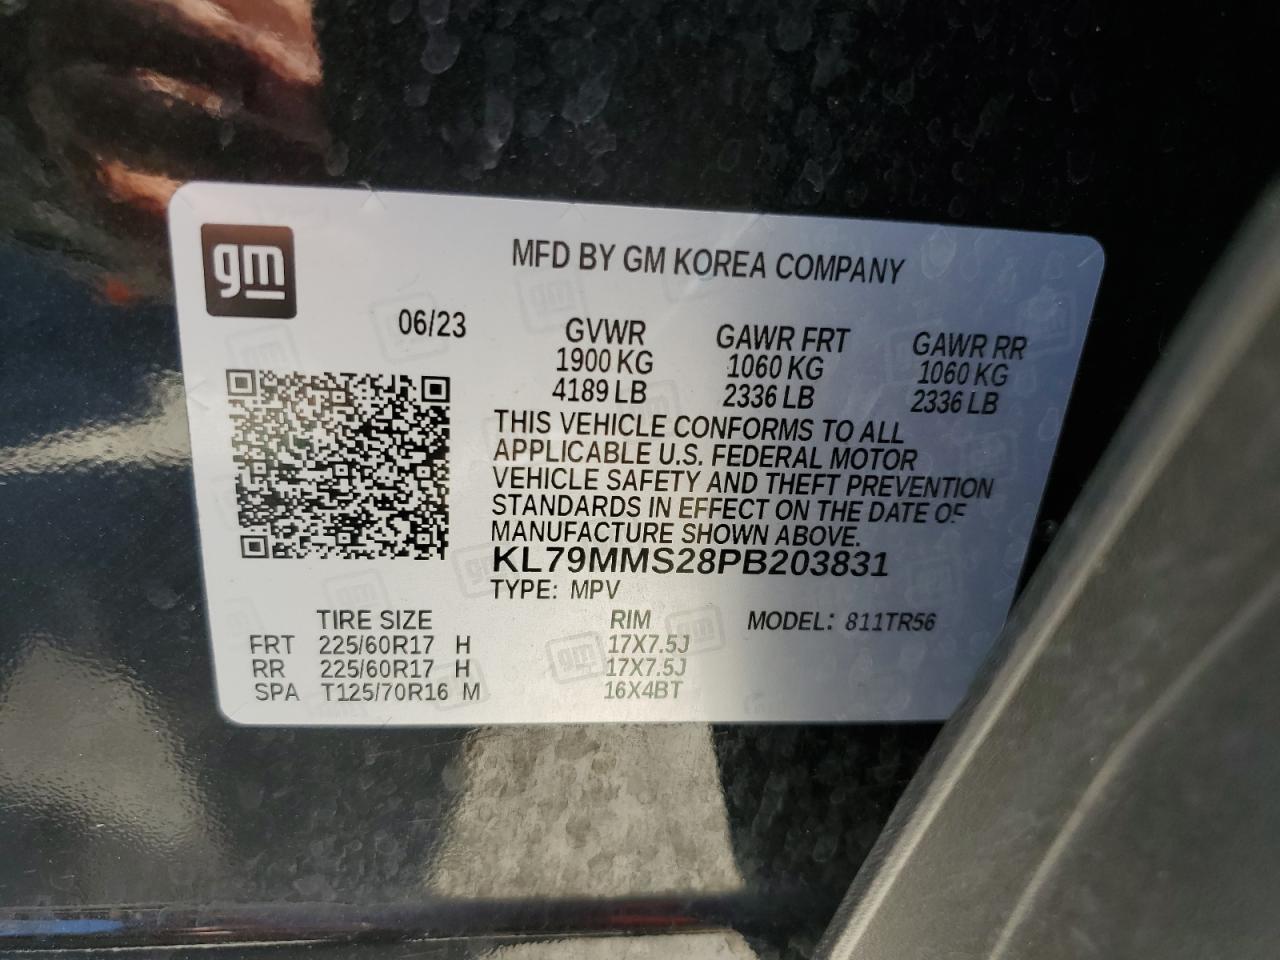 gm
MFD BY GM KOREA COMPANY
06/23
GVWR GAWR FRT GAWR RR
1900 KG 1060 KG 1060 KG
4189 LB 2336 LB 2336 LB
THIS VEHICLE CONFORMS TO ALL
APPLICABLE U.S. FEDERAL MOTOR
VEHICLE SAFETY AND THEFT PREVENTION
STANDARDS IN EFFECT ON THE DATE OF
MANUFACTURE SHOWN ABOVE.
KL79MMS28PB203831
TYPE: MPV
TIRE SIZE RIM MODEL: 811TR56
FRT 225/60R17 H 17X7.5J
RR 225/60R17 H 17X7.5J
SPA T125/70R16 M 16X4BT